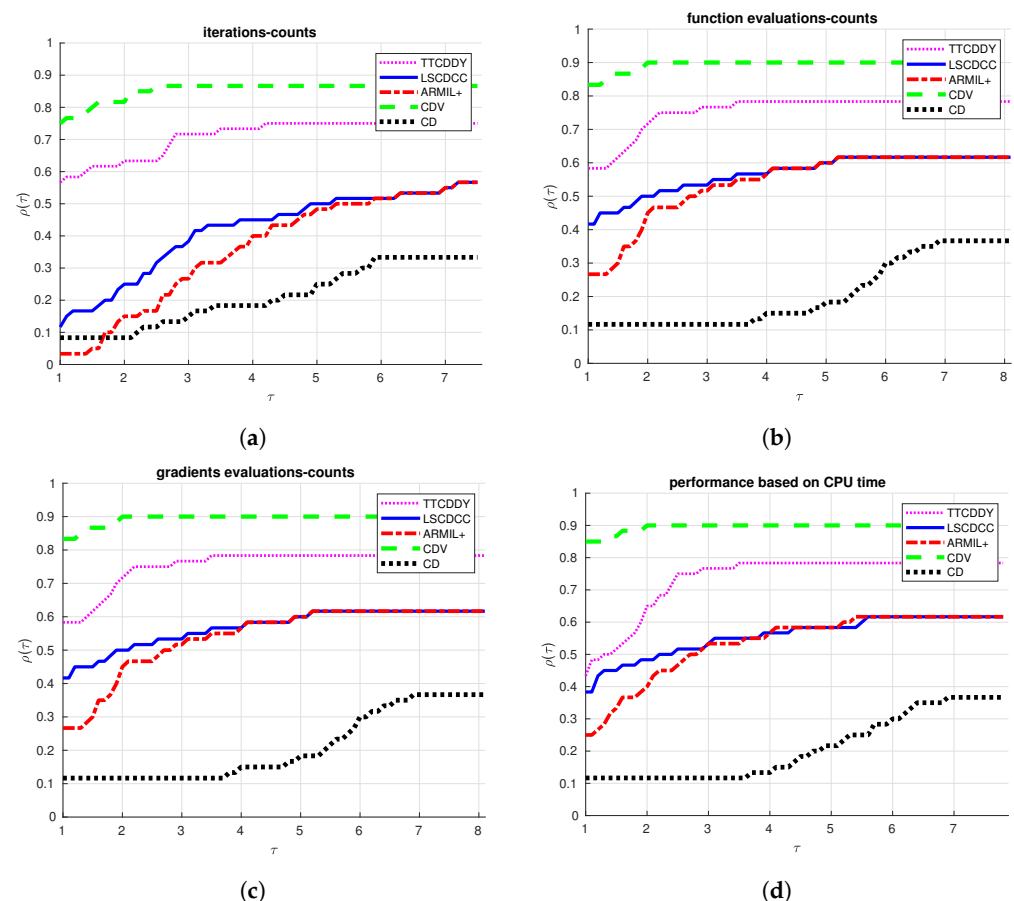 iterations-counts
1
0.9
0.8
0.7
0.6
0.5
0.4
0.3
0.2
0.1
0
ρ(τ)
1 2 3 4 5 6 7
τ
TTCDDY
LSCDCC
ARMIL+
CDV
CD
(a)
function evaluations-counts
1
0.9
0.8
0.7
0.6
0.5
0.4
0.3
0.2
0.1
0
ρ(τ)
1 2 3 4 5 6 7 8
τ
TTCDDY
LSCDCC
ARMIL+
CDV
CD
(b)
gradients evaluations-counts
1
0.9
0.8
0.7
0.6
0.5
0.4
0.3
0.2
0.1
0
ρ(τ)
1 2 3 4 5 6 7 8
τ
TTCDDY
LSCDCC
ARMIL+
CDV
CD
(c)
performance based on CPU time
1
0.9
0.8
0.7
0.6
0.5
0.4
0.3
0.2
0.1
0
ρ(τ)
1 2 3 4 5 6 7
τ
TTCDDY
LSCDCC
ARMIL+
CDV
CD
(d)